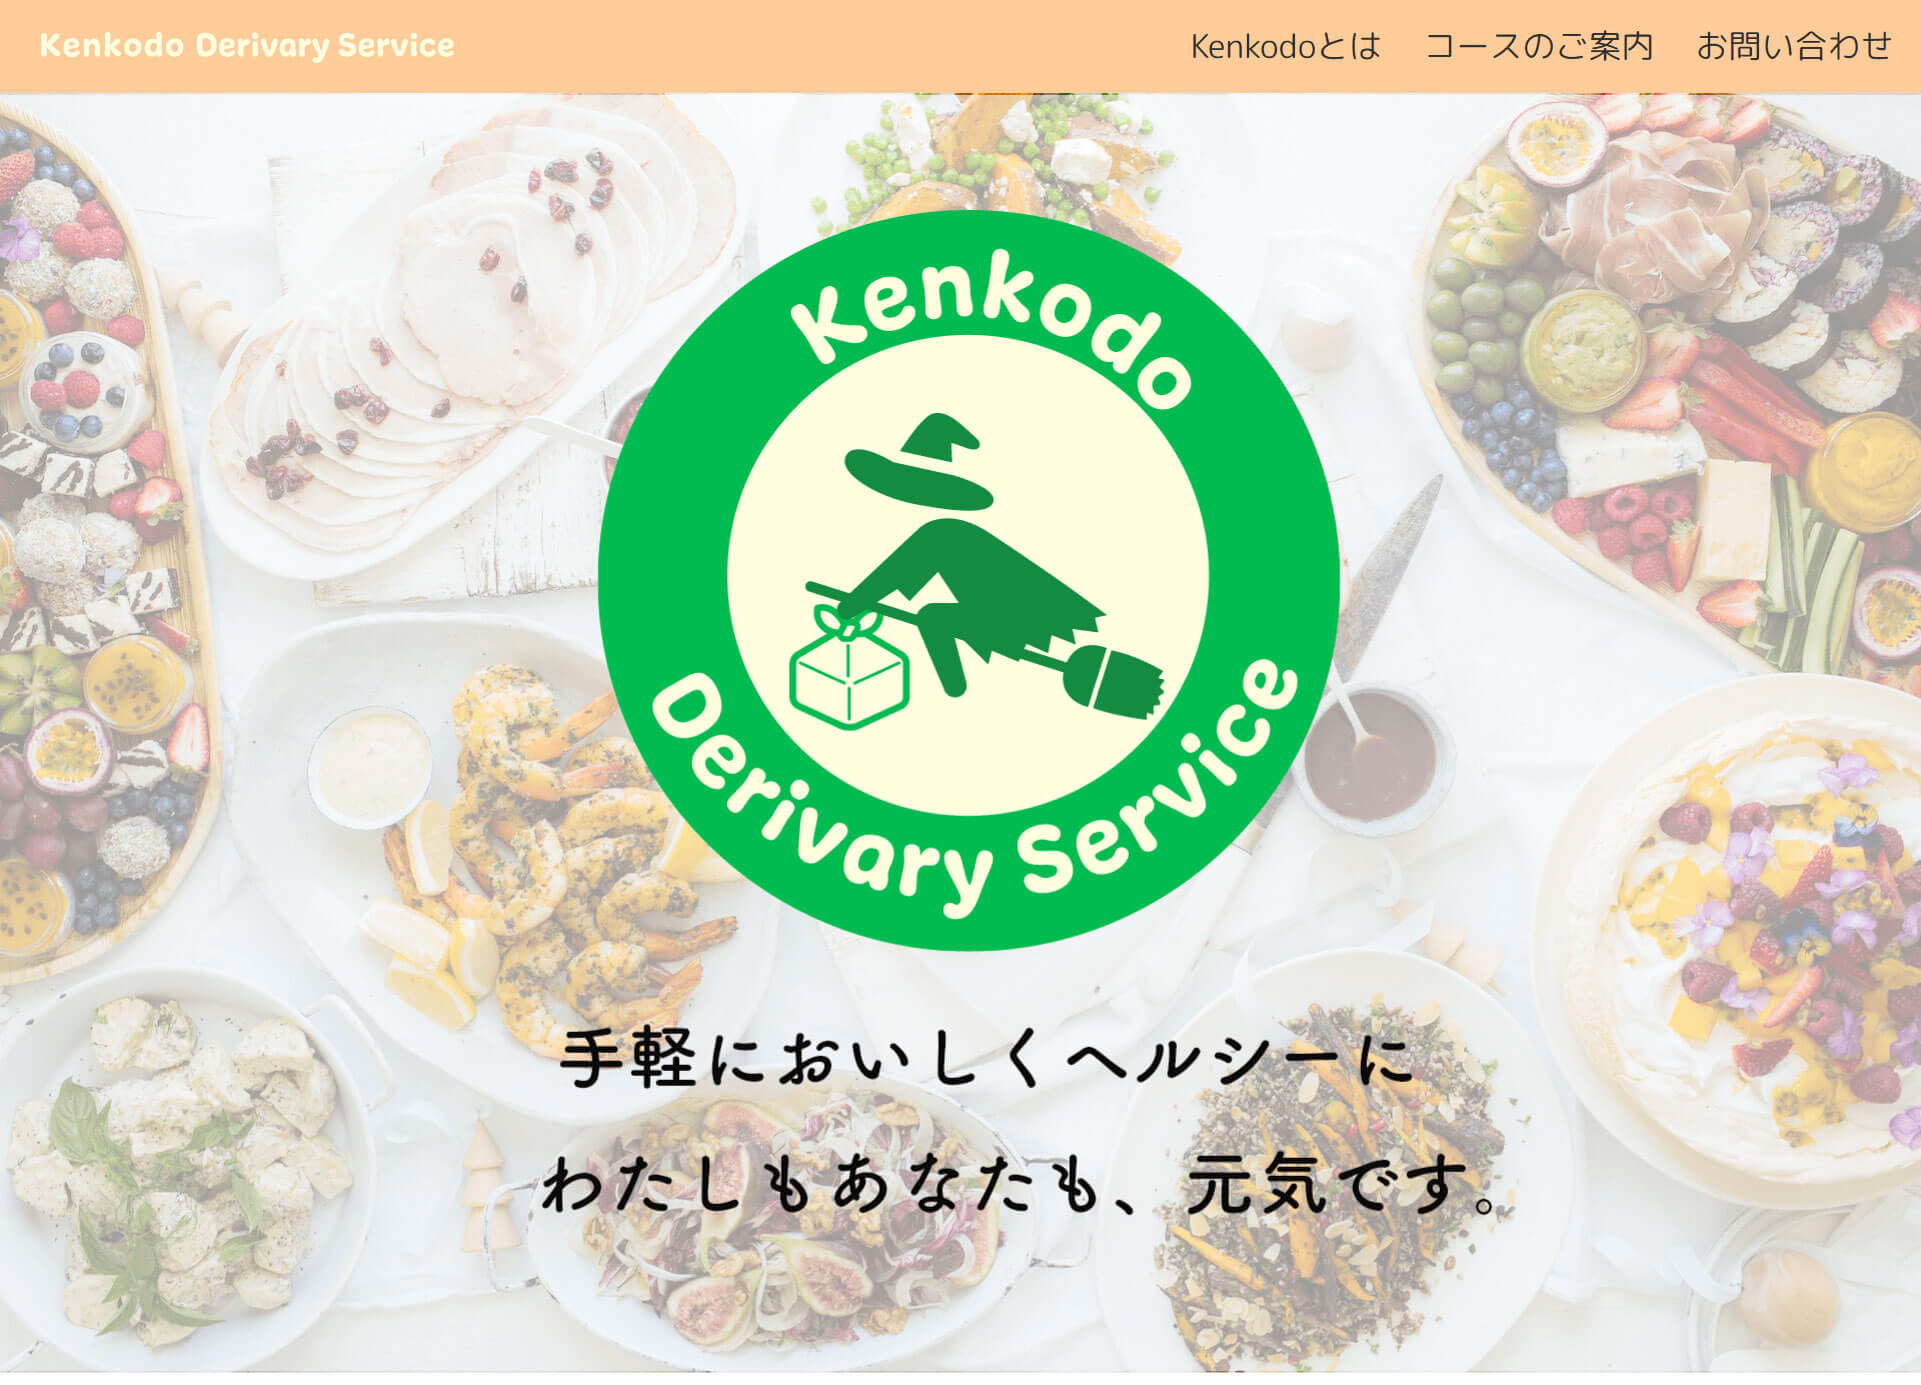 Kenkodo Derivary Service
Kenkodoとは
コースのご案内
お問い合わせ
Kenkodo
Derivary Service
手軽においしくヘルシーに
わたしもあなたも、元気です。